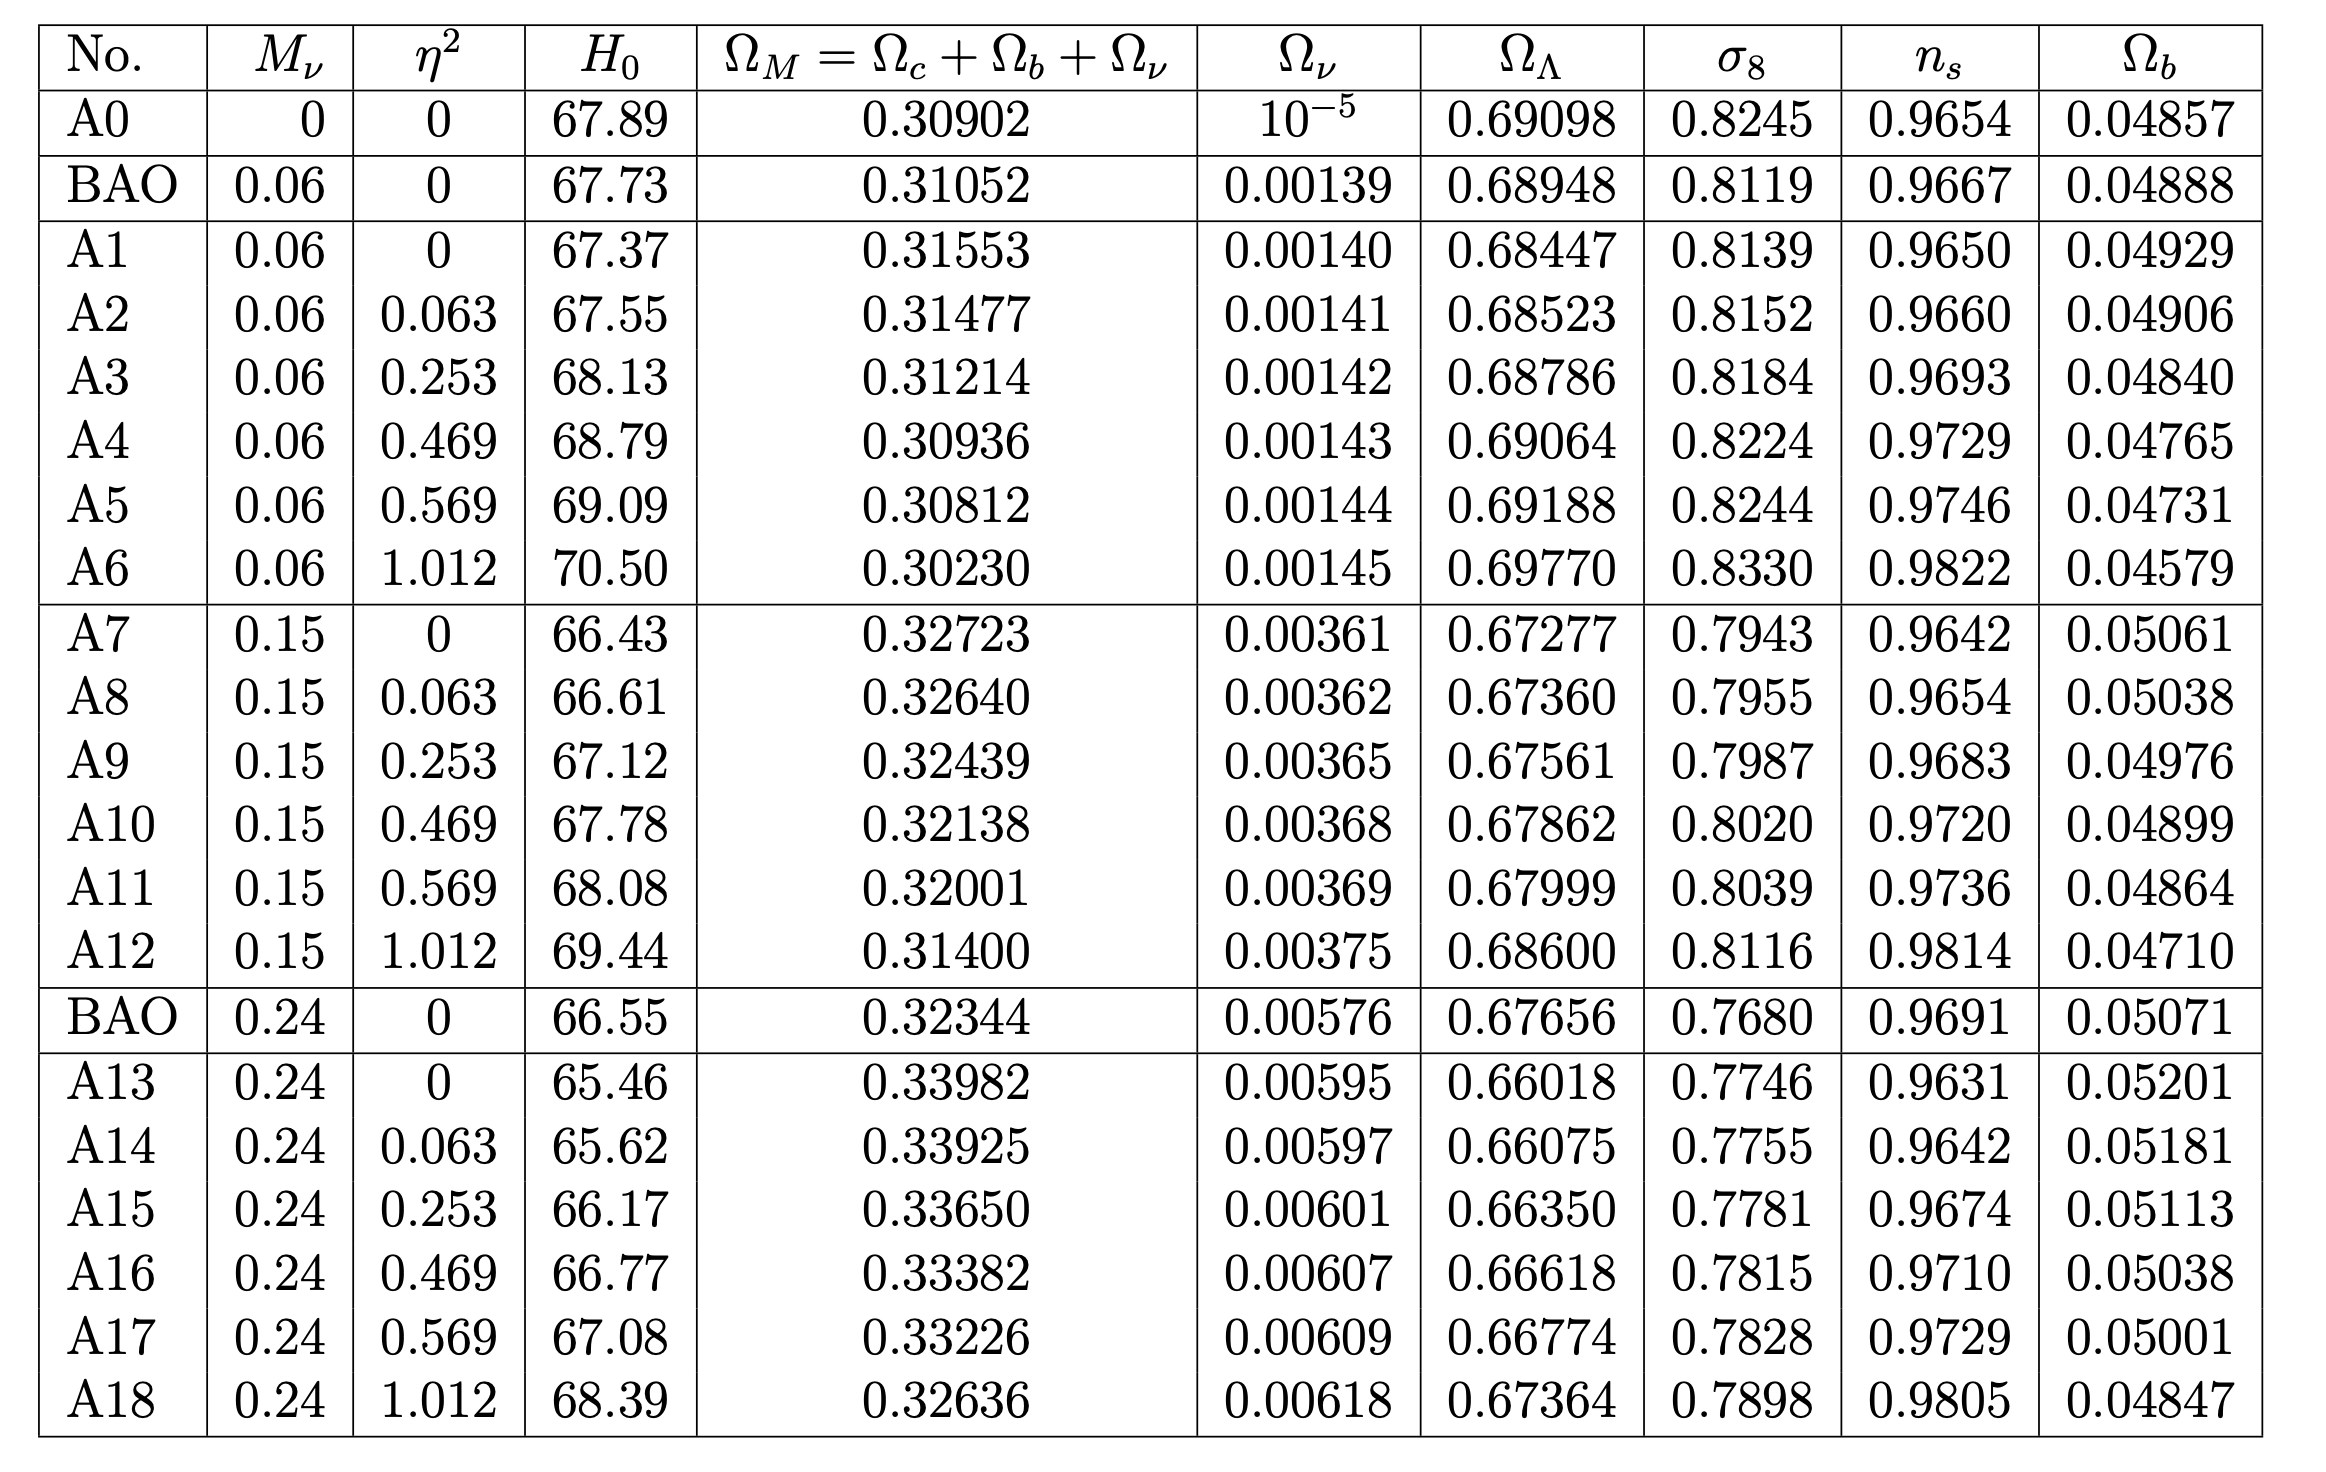 No. M_ν η² H₀ Ω_M = Ω_c + Ω_b + Ω_ν Ω_ν Ω_Λ σ₈ n_s Ω_b
A0 0 0 67.89 0.30902 10⁻⁵ 0.69098 0.8245 0.9654 0.04857
BAO 0.06 0 67.73 0.31052 0.00139 0.68948 0.8119 0.9667 0.04888
A1 0.06 0 67.37 0.31553 0.00140 0.68447 0.8139 0.9650 0.04929
A2 0.06 0.063 67.55 0.31477 0.00141 0.68523 0.8152 0.9660 0.04906
A3 0.06 0.253 68.13 0.31214 0.00142 0.68786 0.8184 0.9693 0.04840
A4 0.06 0.469 68.79 0.30936 0.00143 0.69064 0.8224 0.9729 0.04765
A5 0.06 0.569 69.09 0.30812 0.00144 0.69188 0.8244 0.9746 0.04731
A6 0.06 1.012 70.50 0.30230 0.00145 0.69770 0.8330 0.9822 0.04579
A7 0.15 0 66.43 0.32723 0.00361 0.67277 0.7943 0.9642 0.05061
A8 0.15 0.063 66.61 0.32640 0.00362 0.67360 0.7955 0.9654 0.05038
A9 0.15 0.253 67.12 0.32439 0.00365 0.67561 0.7987 0.9683 0.04976
A10 0.15 0.469 67.78 0.32138 0.00368 0.67862 0.8020 0.9720 0.04899
A11 0.15 0.569 68.08 0.32001 0.00369 0.67999 0.8039 0.9736 0.04864
A12 0.15 1.012 69.44 0.31400 0.00375 0.68600 0.8116 0.9814 0.04710
BAO 0.24 0 66.55 0.32344 0.00576 0.67656 0.7680 0.9691 0.05071
A13 0.24 0 65.46 0.33982 0.00595 0.66018 0.7746 0.9631 0.05201
A14 0.24 0.063 65.62 0.33925 0.00597 0.66075 0.7755 0.9642 0.05181
A15 0.24 0.253 66.17 0.33650 0.00601 0.66350 0.7781 0.9674 0.05113
A16 0.24 0.469 66.77 0.33382 0.00607 0.66618 0.7815 0.9710 0.05038
A17 0.24 0.569 67.08 0.33226 0.00609 0.66774 0.7828 0.9729 0.05001
A18 0.24 1.012 68.39 0.32636 0.00618 0.67364 0.7898 0.9805 0.04847